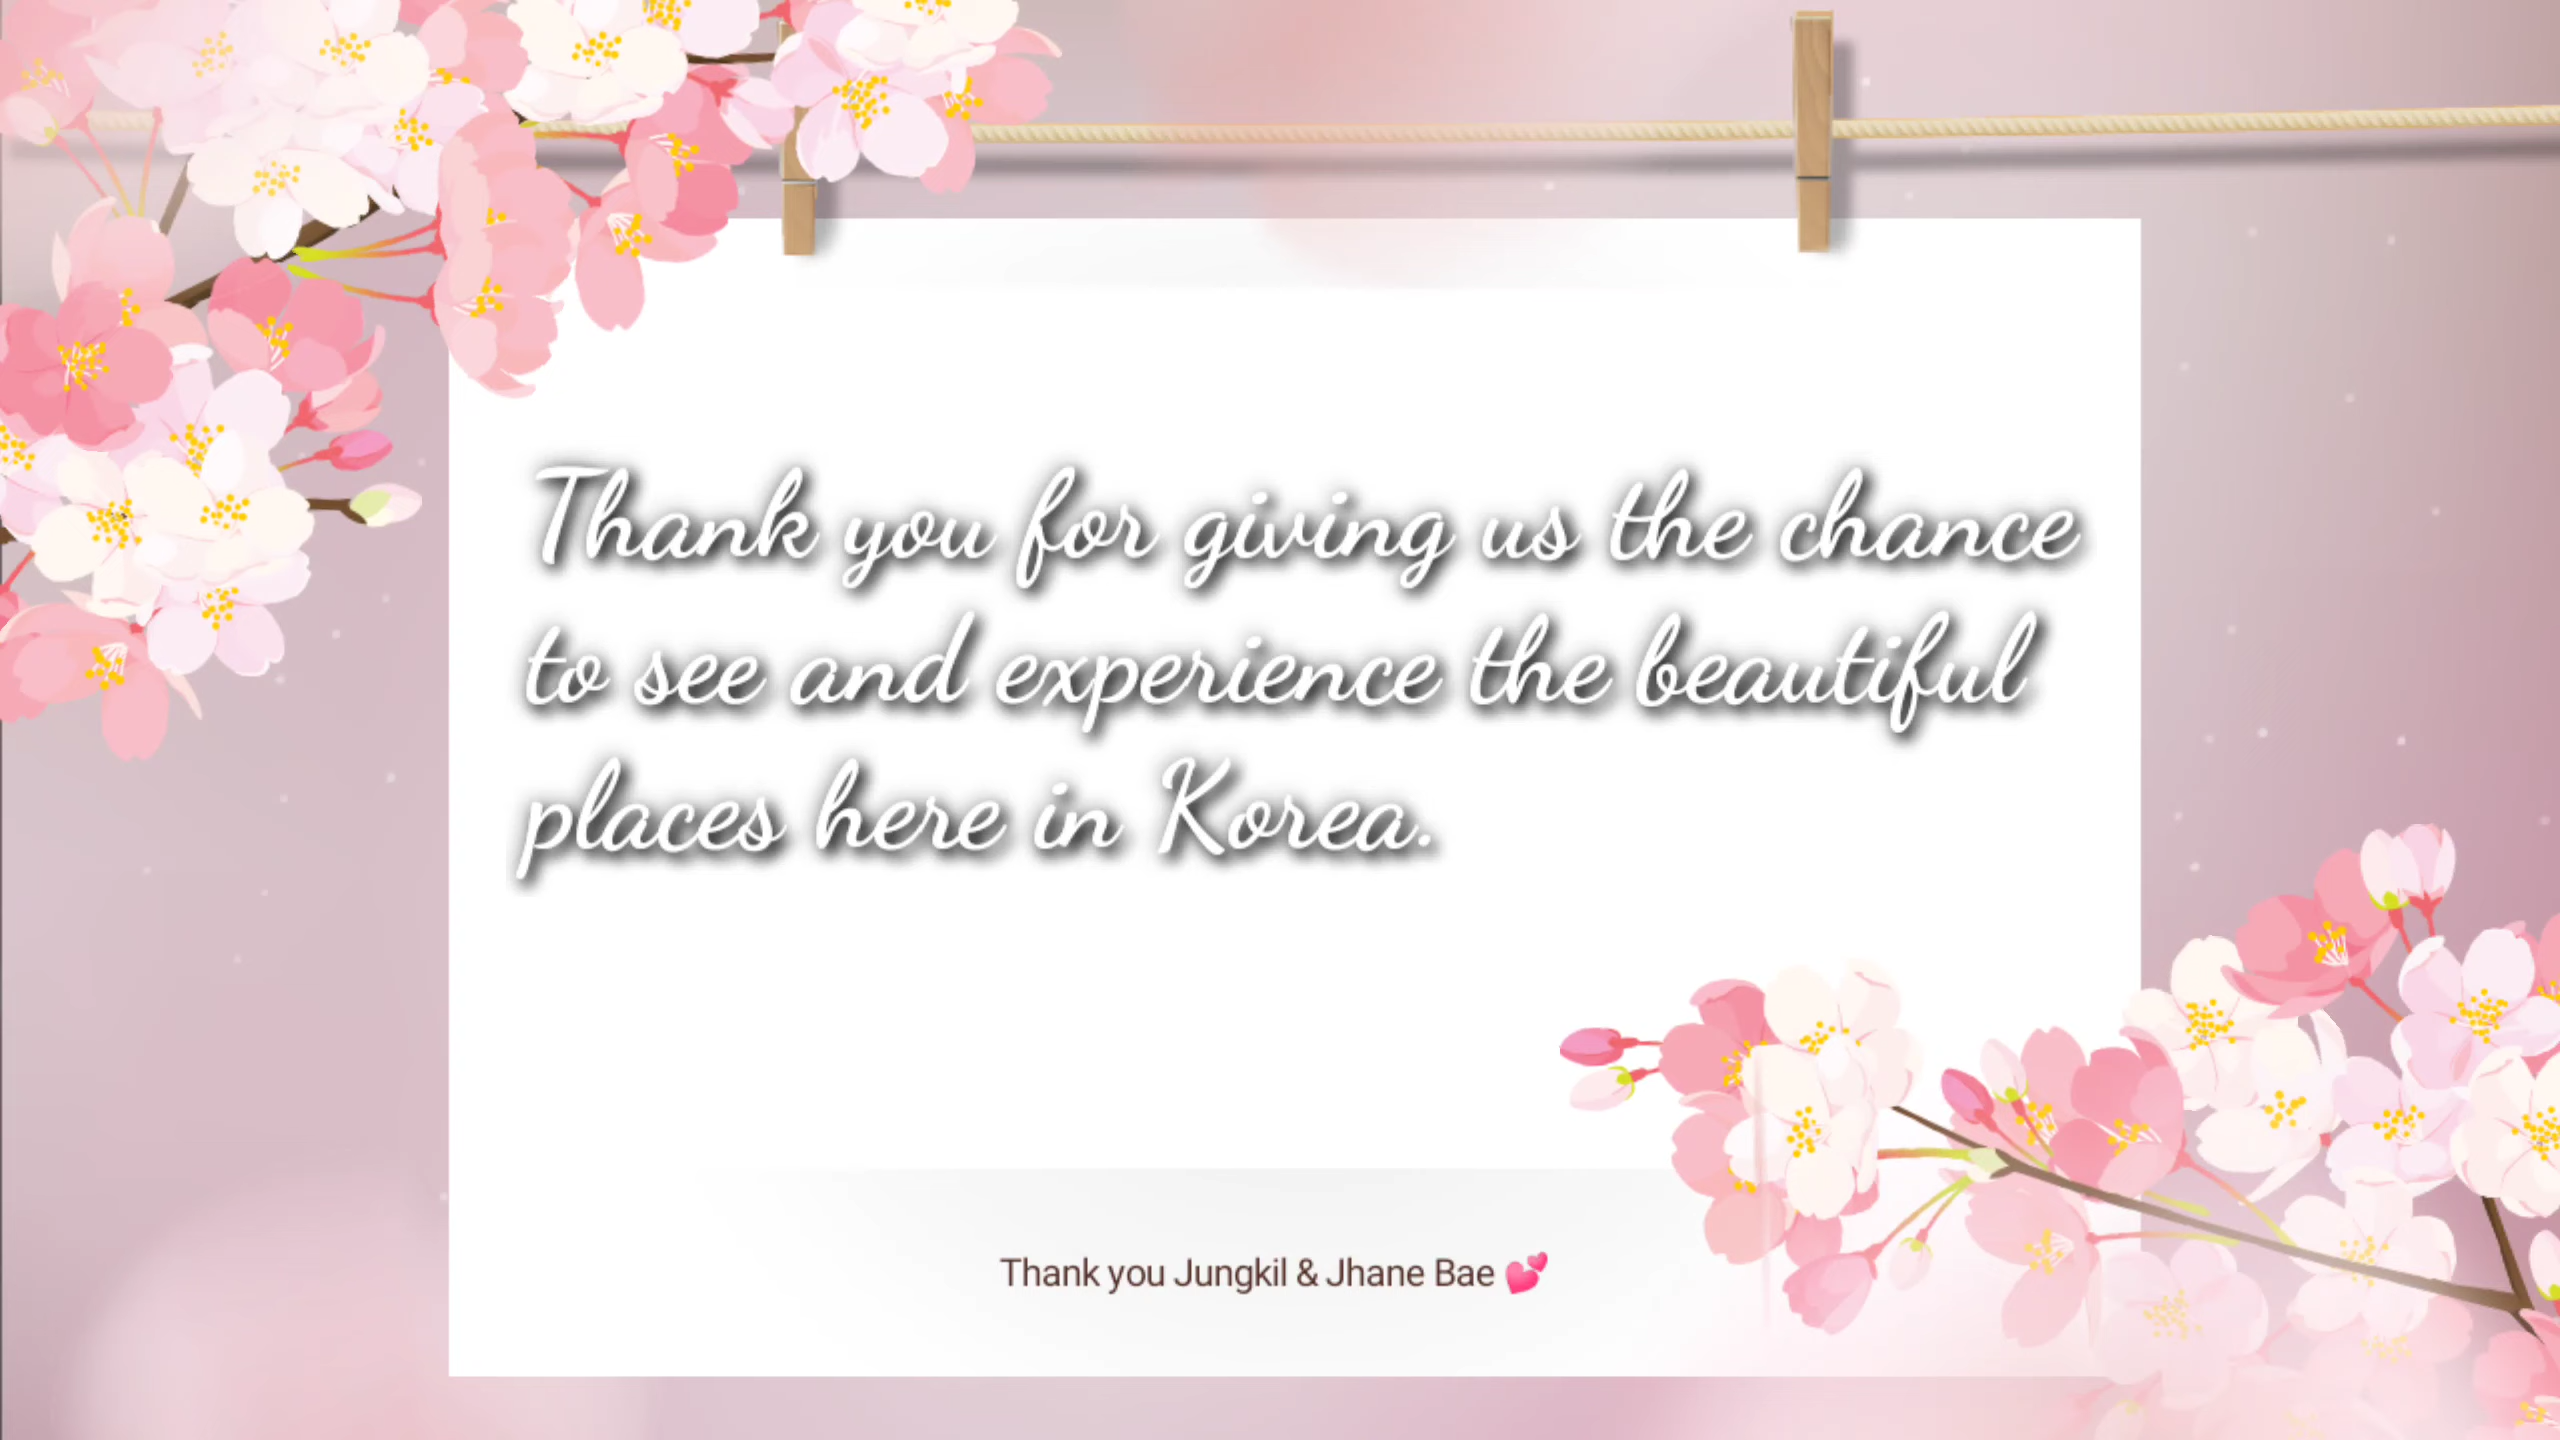 Thank you for giving us the chance
to see and experience the beautiful
places here in Korea.
Thank you Jungkil & Jhane Bae 💕